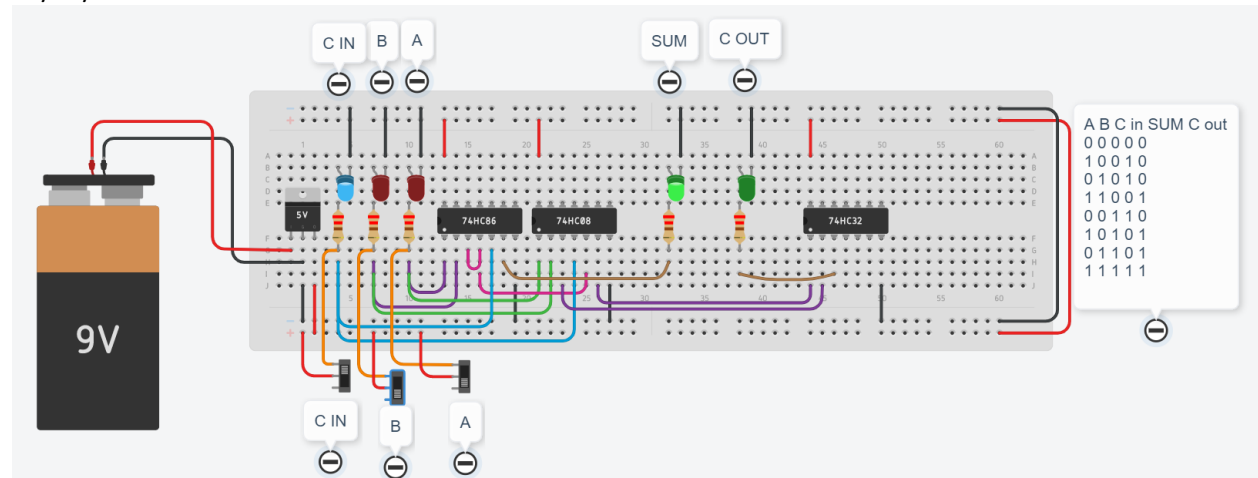 C IN B A SUM C OUT
5V
74HC86 74HC08 74HC32
9V
A B C in SUM C out
0 0 0 0 0
1 0 0 1 0
0 1 0 1 0
1 1 0 0 1
0 0 1 1 0
1 0 1 0 1
0 1 1 0 1
1 1 1 1 1
C IN B A